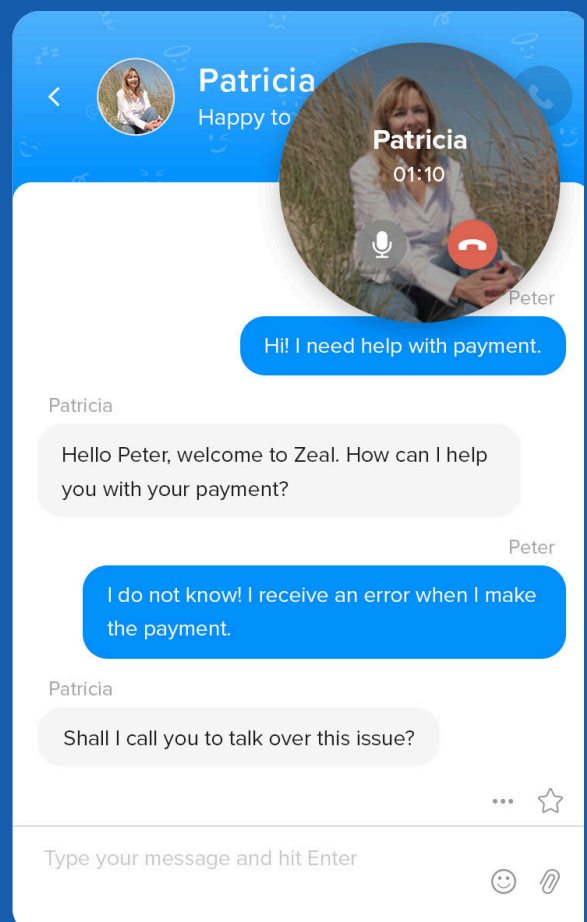 Patricia
Happy to
Patricia
01:10
Peter
Hi! I need help with payment.
Patricia
Hello Peter, welcome to Zeal. How can I help
you with your payment?
Peter
I do not know! I receive an error when I make
the payment.
Patricia
Shall I call you to talk over this issue?
Type your message and hit Enter